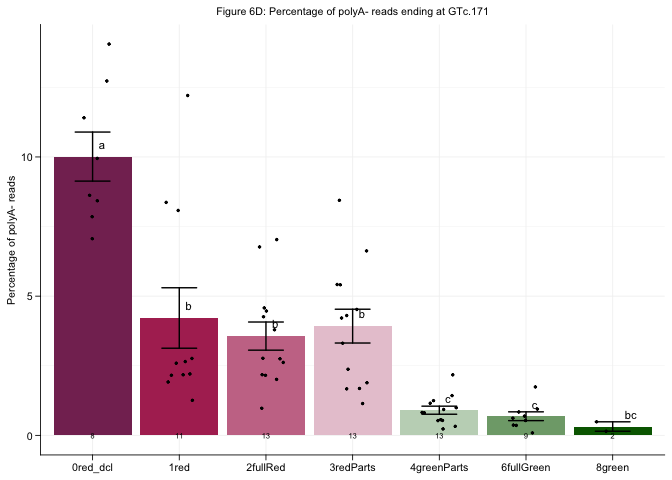 Figure 6D: Percentage of polyA- reads ending at GTc.171
Percentage of polyA- reads
10
5
0
a
b
b
b
c
c
bc
8
11
13
13
13
9
2
0red_dcl
1red
2fullRed
3redParts
4greenParts
6fullGreen
8green